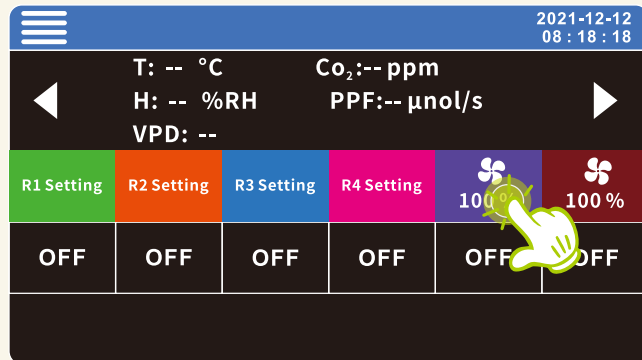 2021-12-12
08 : 18 : 18
T: -- °C Co₂:-- ppm
H: -- %RH PPF:-- μnol/s
VPD: --
R1 Setting R2 Setting R3 Setting R4 Setting 100 % 100 %
OFF OFF OFF OFF OFF OFF